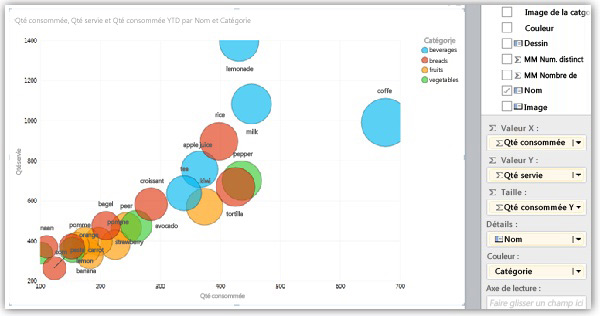 Qté consommée, Qté servie et Qté consommée YTD par Nom et Catégorie
Catégorie
beverages
breads
fruits
vegetables
1400
1200
1000
800
600
400
200
Qté servie
lemonade
coffe
milk
rice
apple juice
pepper
tea
kiwi
croissant
tortilla
bagel
peer
avocado
pomme
orange
strawberry
naan
carrot
banana
100
200
300
400
500
600
700
Qté consommée
Image de la catég
Couleur
Dessin
Σ MM Num. distinct
Σ MM Nombre de
Nom
Image
Σ Valeur X :
Σ Qté consommée
Σ Valeur Y :
Σ Qté servie
Σ Taille :
Σ Qté consommée Y
Détails :
Nom
Couleur :
Catégorie
Axe de lecture :
Faire glisser un champ ici